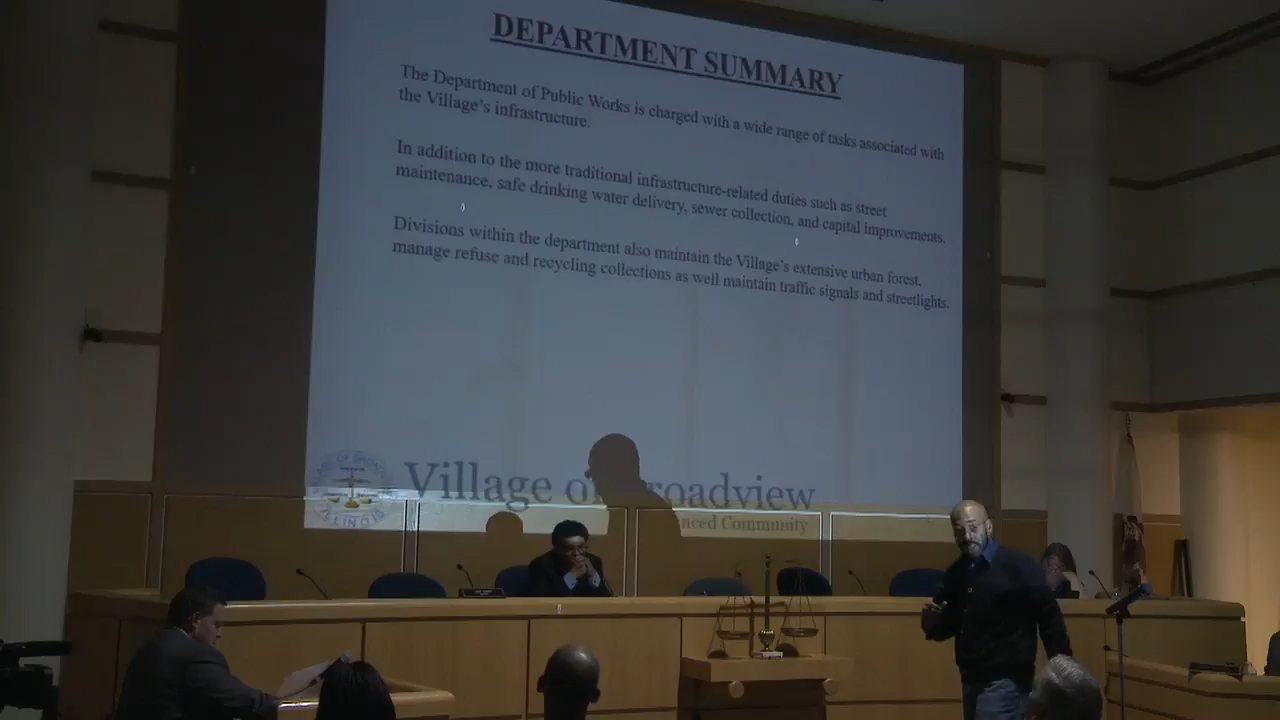 DEPARTMENT SUMMARY
The Department of Public Works is charged with a wide range of tasks associated with
the Village's infrastructure.
In addition to the more traditional infrastructure-related duties such as street
maintenance, safe drinking water delivery, sewer collection, and capital improvements.
Divisions within the department also maintain the Village's extensive urban forest,
manage refuse and recycling collections as well maintain traffic signals and streetlights.
Village of roadview
nced Community
ILLINOIS